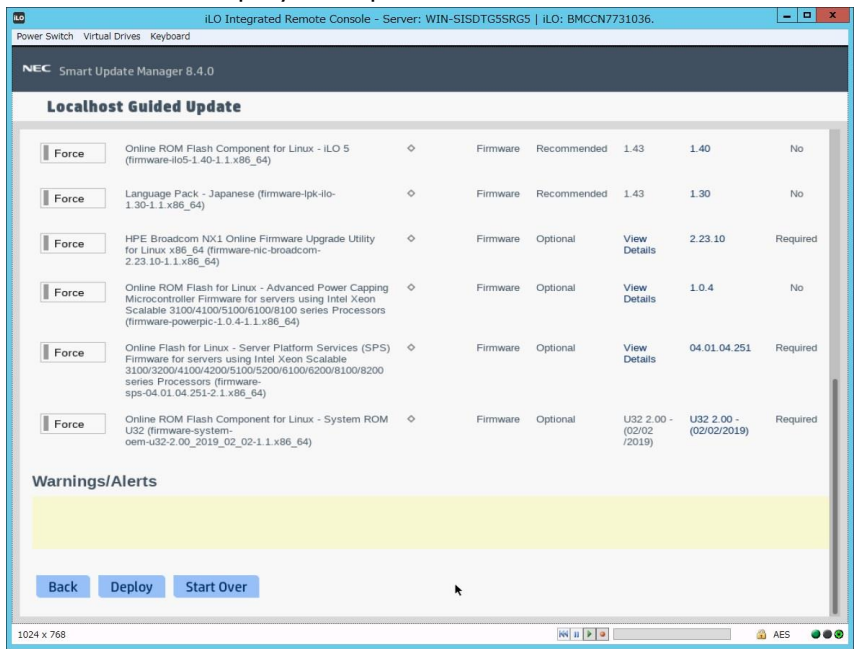 iLO Integrated Remote Console - Server: WIN-SISDTG5SRG5 | iLO: BMCCN7731036.
Power Switch Virtual Drives Keyboard
NEC Smart Update Manager 8.4.0
Localhost Guided Update
Force Online ROM Flash Component for Linux - iLO 5 Firmware Recommended 1.43 1.40 No
(firmware-ilo5-1.40-1.1.x86_64)
Force Language Pack - Japanese (firmware-lpk-ilo- Firmware Recommended 1.43 1.30 No
1.30-1.1.x86_64)
Force HPE Broadcom NX1 Online Firmware Upgrade Utility Firmware Optional View 2.23.10 Required
for Linux x86_64 (firmware-nic-broadcom- Details
2.23.10-1.1.x86_64)
Force Online ROM Flash for Linux - Advanced Power Capping Firmware Optional View 1.0.4 No
Microcontroller Firmware for servers using Intel Xeon Details
Scalable 3100/4100/5100/6100/8100 series Processors
(firmware-powerpic-1.0.4-1.1.x86_64)
Force Online Flash for Linux - Server Platform Services (SPS) Firmware Optional View 04.01.04.251 Required
Firmware for servers using Intel Xeon Scalable Details
3100/3200/4100/4200/5100/5200/6100/6200/8100/8200
series Processors (firmware-
sps-04.01.04.251-2.1.x86_64)
Force Online ROM Flash Component for Linux - System ROM Firmware Optional U32 2.00 - U32 2.00 - Required
U32 (firmware-system- (02/02 (02/02/2019)
oem-u32-2.00_2019_02_02-1.1.x86_64) /2019)
Warnings/Alerts
Back Deploy Start Over
1024 x 768 AES